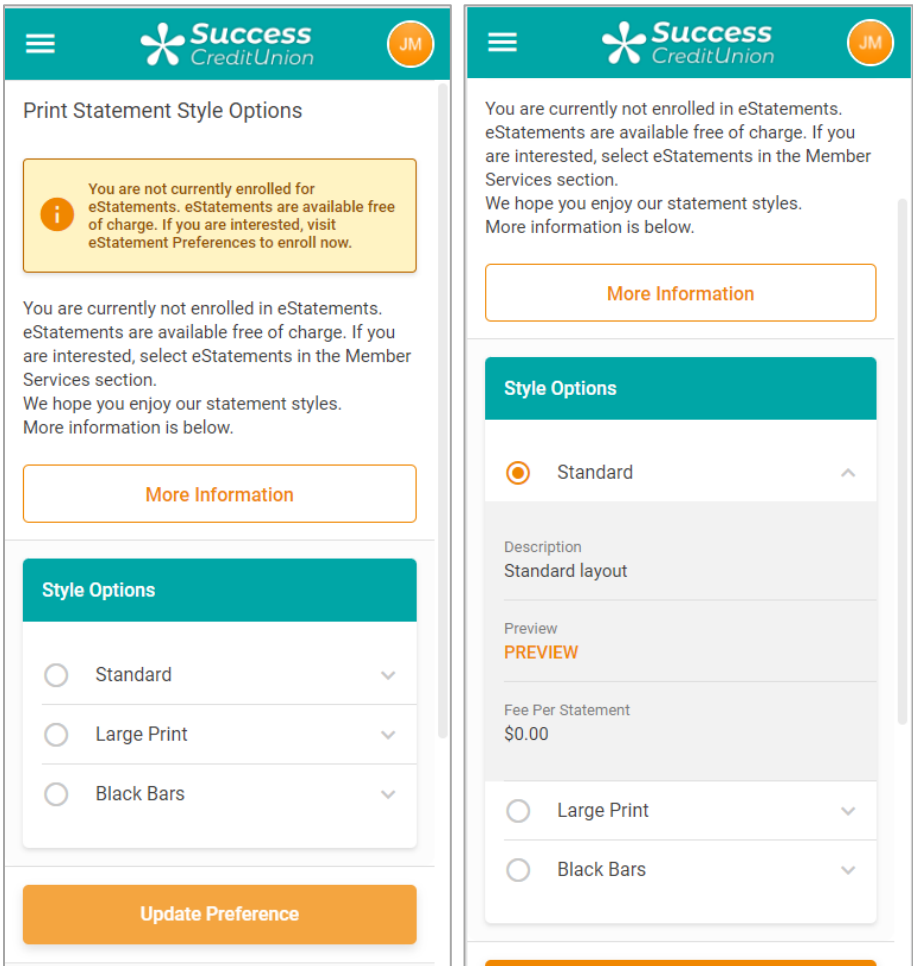 Success
CreditUnion
JM
Print Statement Style Options
You are not currently enrolled for
eStatements. eStatements are available free
of charge. If you are interested, visit
eStatement Preferences to enroll now.
You are currently not enrolled in eStatements.
eStatements are available free of charge. If you
are interested, select eStatements in the Member
Services section.
We hope you enjoy our statement styles.
More information is below.
More Information
Style Options
Standard
Large Print
Black Bars
Update Preference
Success
CreditUnion
JM
You are currently not enrolled in eStatements.
eStatements are available free of charge. If you
are interested, select eStatements in the Member
Services section.
We hope you enjoy our statement styles.
More information is below.
More Information
Style Options
Standard
Description
Standard layout
Preview
PREVIEW
Fee Per Statement
$0.00
Large Print
Black Bars